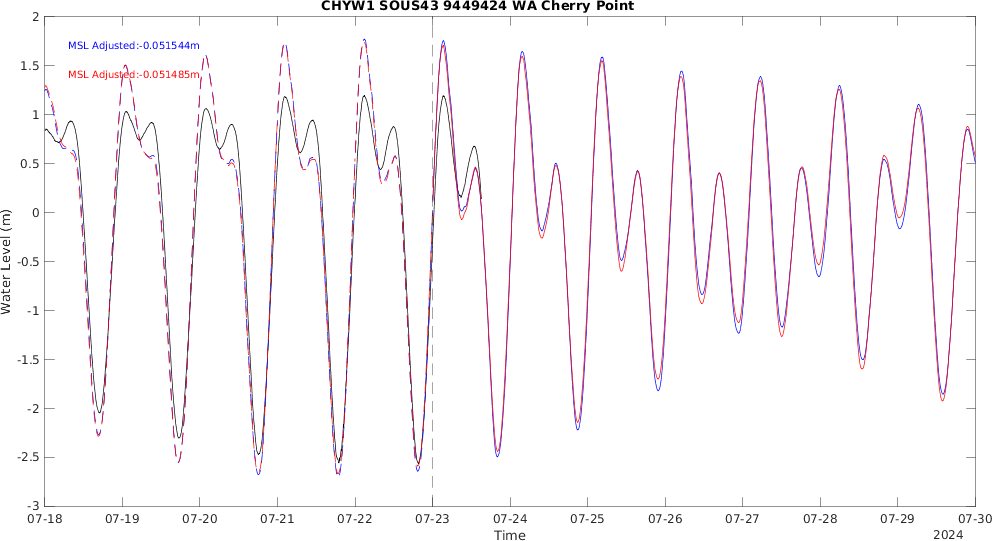 CHYW1 SOUS43 9449424 WA Cherry Point
MSL Adjusted:-0.051544m
MSL Adjusted:-0.051485m
Water Level (m)
2
1.5
1
0.5
0
-0.5
-1
-1.5
-2
-2.5
-3
07-18 07-19 07-20 07-21 07-22 07-23 07-24 07-25 07-26 07-27 07-28 07-29 07-30
Time
2024